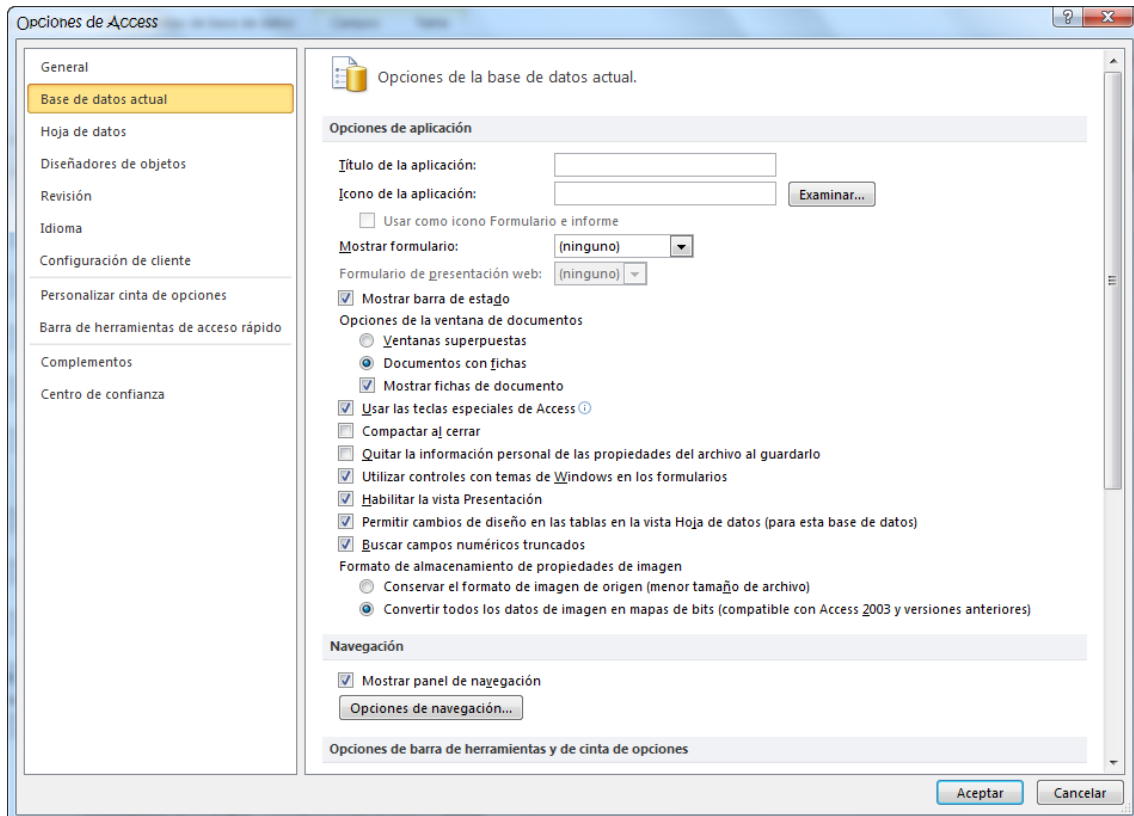 Opciones de Access
General
Base de datos actual
Hoja de datos
Diseñadores de objetos
Revisión
Idioma
Configuración de cliente
Personalizar cinta de opciones
Barra de herramientas de acceso rápido
Complementos
Centro de confianza
Opciones de la base de datos actual.
Opciones de aplicación
Título de la aplicación:
Icono de la aplicación: Examinar...
Usar como icono Formulario e informe
Mostrar formulario: (ninguno)
Formulario de presentación web: (ninguno)
Mostrar barra de estado
Opciones de la ventana de documentos
Ventanas superpuestas
Documentos con fichas
Mostrar fichas de documento
Usar las teclas especiales de Access
Compactar al cerrar
Quitar la información personal de las propiedades del archivo al guardarlo
Utilizar controles con temas de Windows en los formularios
Habilitar la vista Presentación
Permitir cambios de diseño en las tablas en la vista Hoja de datos (para esta base de datos)
Buscar campos numéricos truncados
Formato de almacenamiento de propiedades de imagen
Conservar el formato de imagen de origen (menor tamaño de archivo)
Convertir todos los datos de imagen en mapas de bits (compatible con Access 2003 y versiones anteriores)
Navegación
Mostrar panel de navegación
Opciones de navegación...
Opciones de barra de herramientas y de cinta de opciones
Aceptar Cancelar